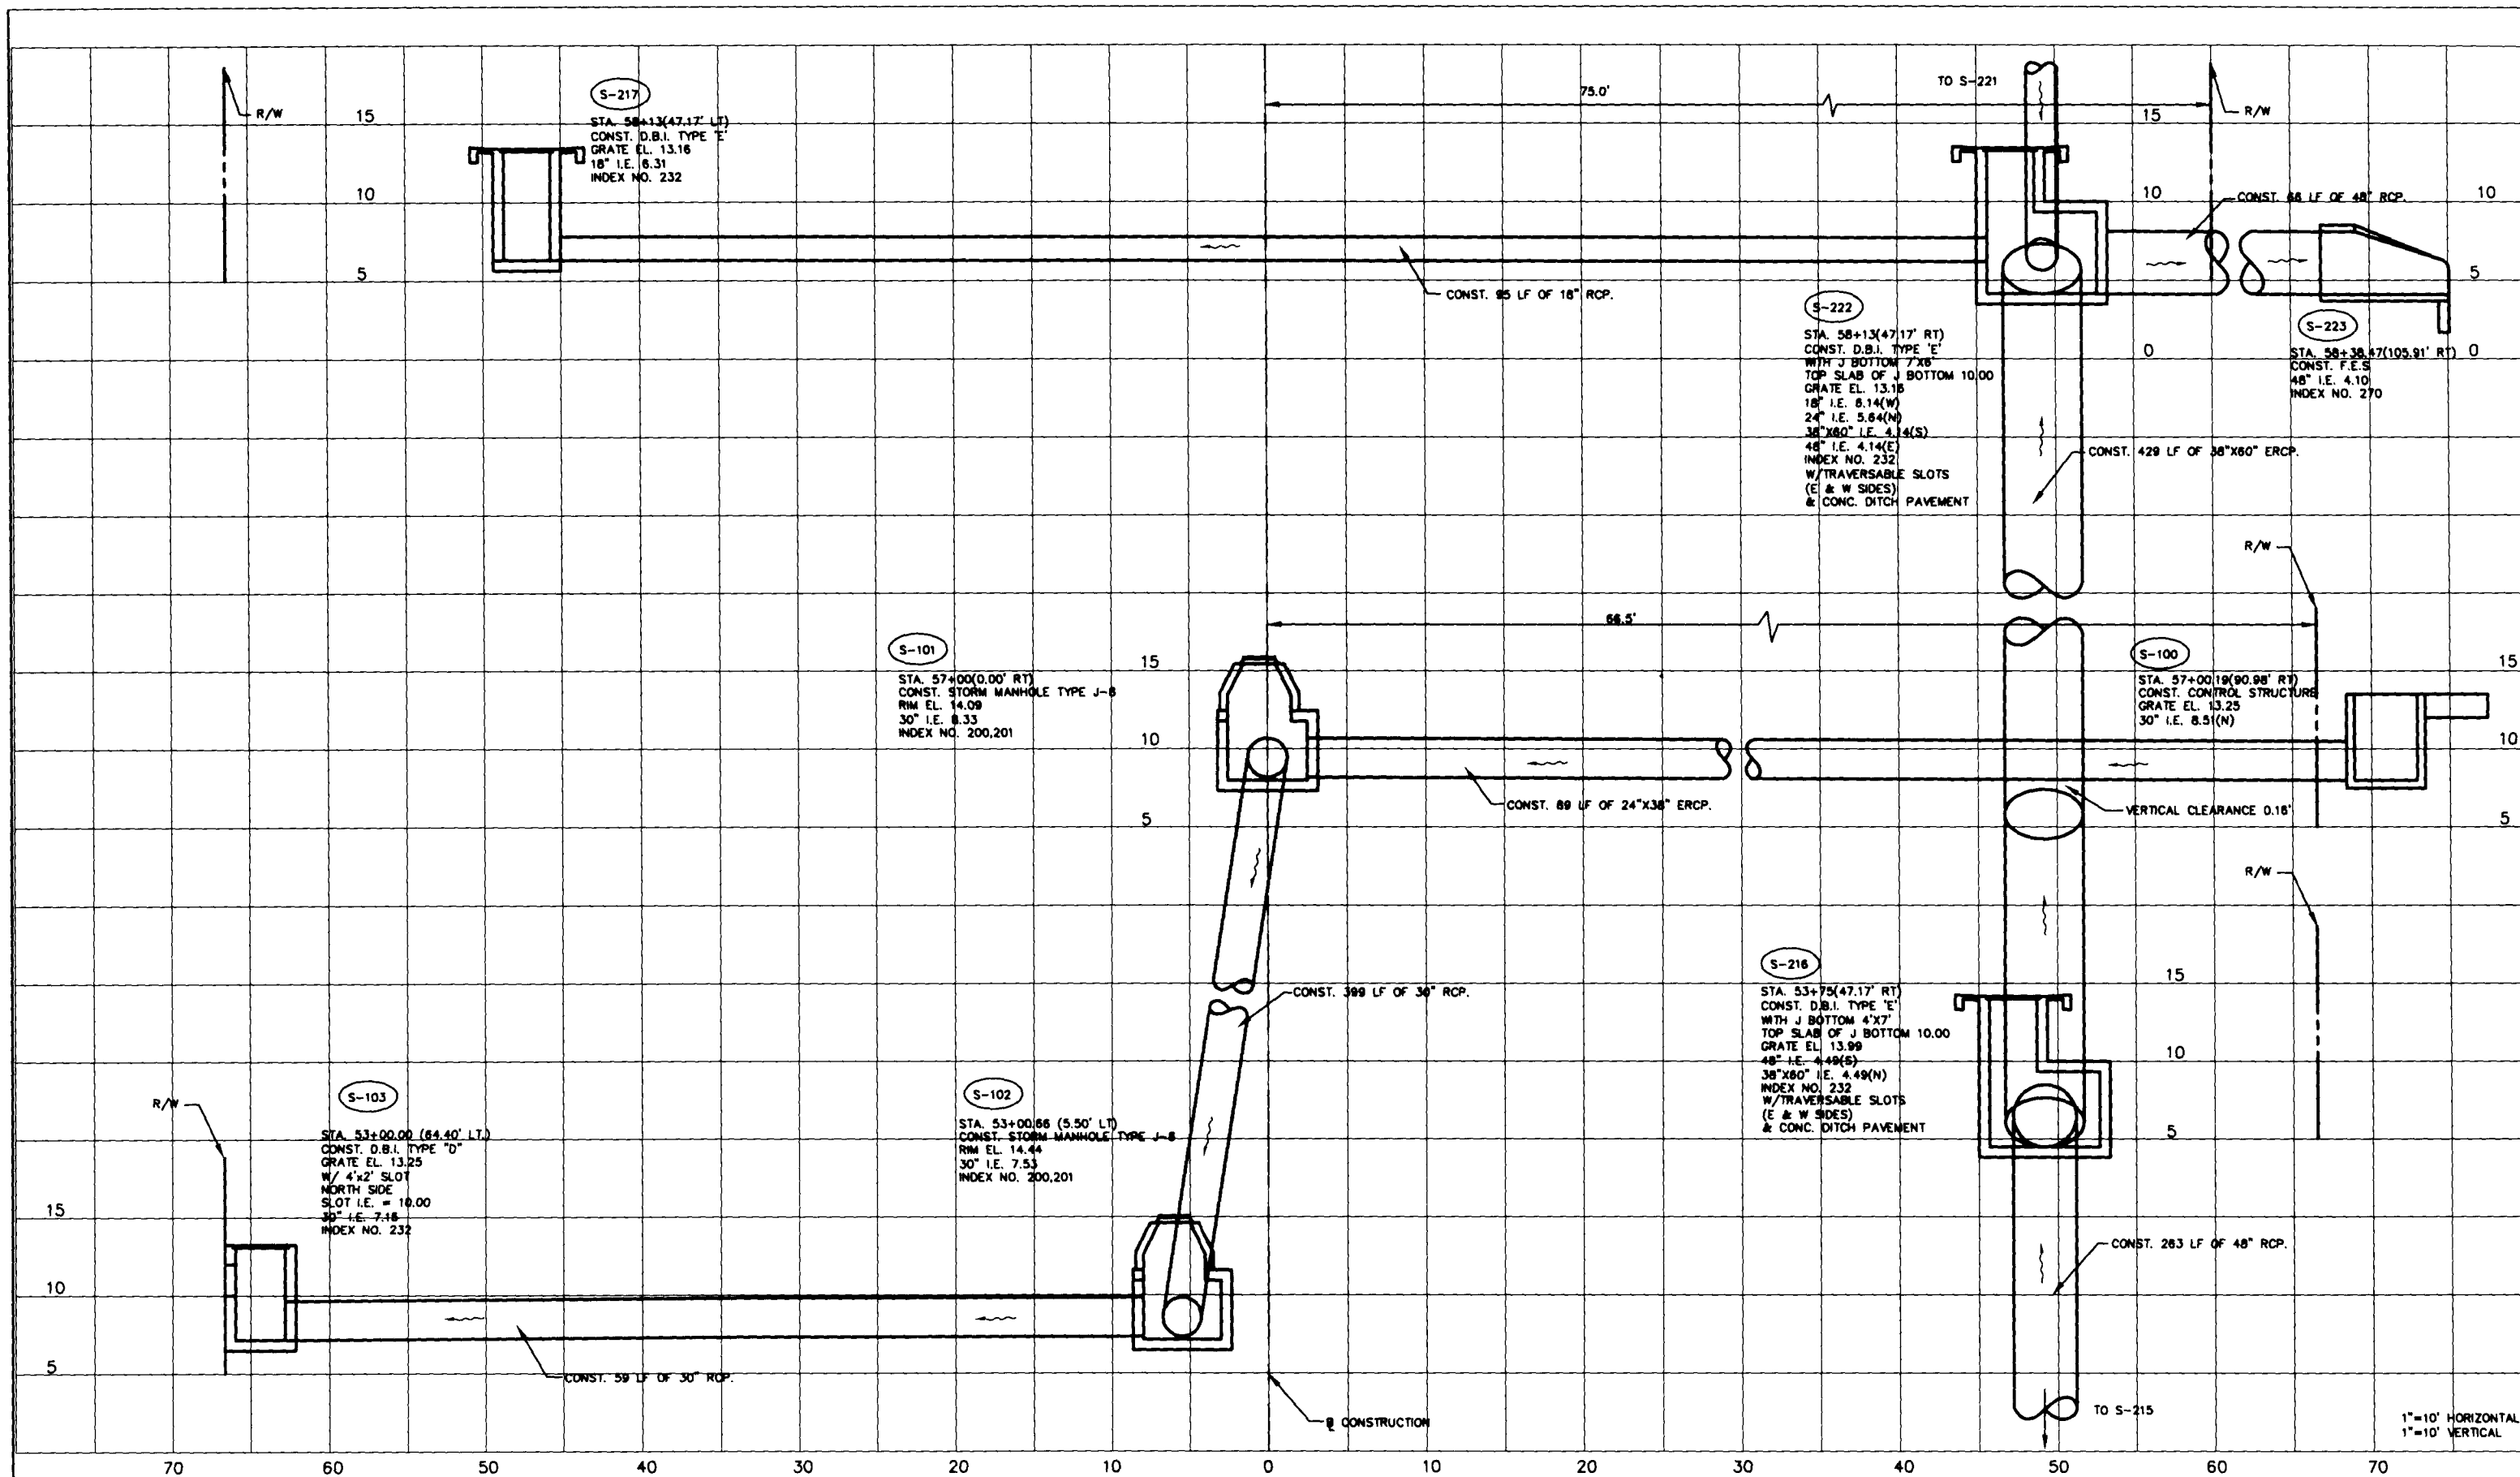 S-217
STA. 58+13(47.17' LT)
CONST. D.B.I. TYPE 'E'
GRATE EL. 13.16
18" I.E. 6.31
INDEX NO. 232
R/W
15
10
5
75.0'
TO S-221
15
R/W
10
CONST. 66 LF OF 48" RCP.
10
5
CONST. 95 LF OF 18" RCP.
S-222
STA. 58+13(47.17' RT)
CONST. D.B.I. TYPE 'E'
WITH J BOTTOM 7'X6'
TOP SLAB OF J BOTTOM 10.00
GRATE EL. 13.16
18" I.E. 6.14(W)
24" I.E. 5.64(N)
38"X60" I.E. 4.14(S)
48" I.E. 4.14(E)
INDEX NO. 232
W/TRAVERSABLE SLOTS
(E & W SIDES)
& CONC. DITCH PAVEMENT
0
S-223
STA. 58+38.47(105.91' RT)
CONST. F.E.S
48" I.E. 4.10
INDEX NO. 270
0
CONST. 429 LF OF 38"X60" ERCP.
R/W
66.5'
S-101
STA. 57+00(0.00' RT)
CONST. STORM MANHOLE TYPE J-8
RIM EL. 14.09
30" I.E. 8.33
INDEX NO. 200,201
15
10
5
S-100
STA. 57+00.19(90.98' RT)
CONST. CONTROL STRUCTURE
GRATE EL. 13.25
30" I.E. 8.51(N)
15
10
5
CONST. 89 LF OF 24"X38" ERCP.
VERTICAL CLEARANCE 0.16'
R/W
CONST. 399 LF OF 30" RCP.
S-216
STA. 53+75(47.17' RT)
CONST. D.B.I. TYPE 'E'
WITH J BOTTOM 4'X7'
TOP SLAB OF J BOTTOM 10.00
GRATE EL. 13.99
48" I.E. 4.49(S)
38"X60" I.E. 4.49(N)
INDEX NO. 232
W/TRAVERSABLE SLOTS
(E & W SIDES)
& CONC. DITCH PAVEMENT
15
10
5
R/W
S-103
STA. 53+00.00 (64.40' LT.)
CONST. D.B.I. TYPE "D"
GRATE EL. 13.25
W/ 4'x2' SLOT
NORTH SIDE
SLOT I.E. = 10.00
30" I.E. 7.16
INDEX NO. 232
S-102
STA. 53+00.66 (5.50' LT)
CONST. STORM MANHOLE TYPE J-8
RIM EL. 14.44
30" I.E. 7.53
INDEX NO. 200,201
15
10
5
CONST. 59 LF OF 30" RCP.
CONST. 263 LF OF 48" RCP.
℄ CONSTRUCTION
TO S-215
1"=10' HORIZONTAL
1"=10' VERTICAL
70 60 50 40 30 20 10 0 10 20 30 40 50 60 70